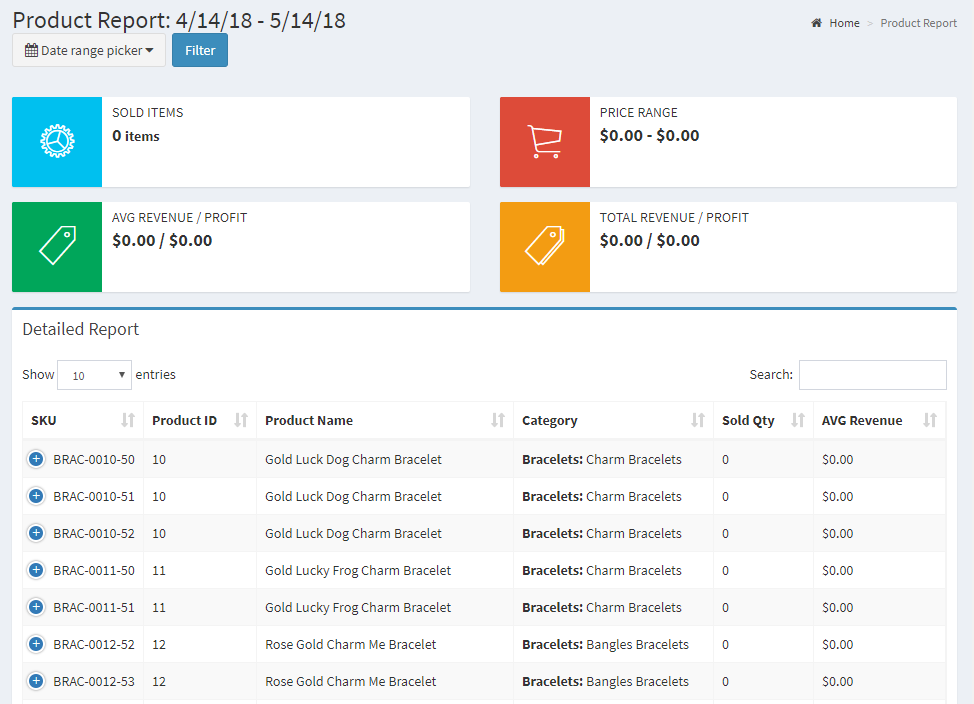 Product Report: 4/14/18 - 5/14/18
Home > Product Report
Date range picker
Filter
SOLD ITEMS
0 items
PRICE RANGE
$0.00 - $0.00
AVG REVENUE / PROFIT
$0.00 / $0.00
TOTAL REVENUE / PROFIT
$0.00 / $0.00
Detailed Report
Show 10 entries
Search:
SKU Product ID Product Name Category Sold Qty AVG Revenue
BRAC-0010-50 10 Gold Luck Dog Charm Bracelet Bracelets: Charm Bracelets 0 $0.00
BRAC-0010-51 10 Gold Luck Dog Charm Bracelet Bracelets: Charm Bracelets 0 $0.00
BRAC-0010-52 10 Gold Luck Dog Charm Bracelet Bracelets: Charm Bracelets 0 $0.00
BRAC-0011-50 11 Gold Lucky Frog Charm Bracelet Bracelets: Charm Bracelets 0 $0.00
BRAC-0011-51 11 Gold Lucky Frog Charm Bracelet Bracelets: Charm Bracelets 0 $0.00
BRAC-0012-52 12 Rose Gold Charm Me Bracelet Bracelets: Bangles Bracelets 0 $0.00
BRAC-0012-53 12 Rose Gold Charm Me Bracelet Bracelets: Bangles Bracelets 0 $0.00